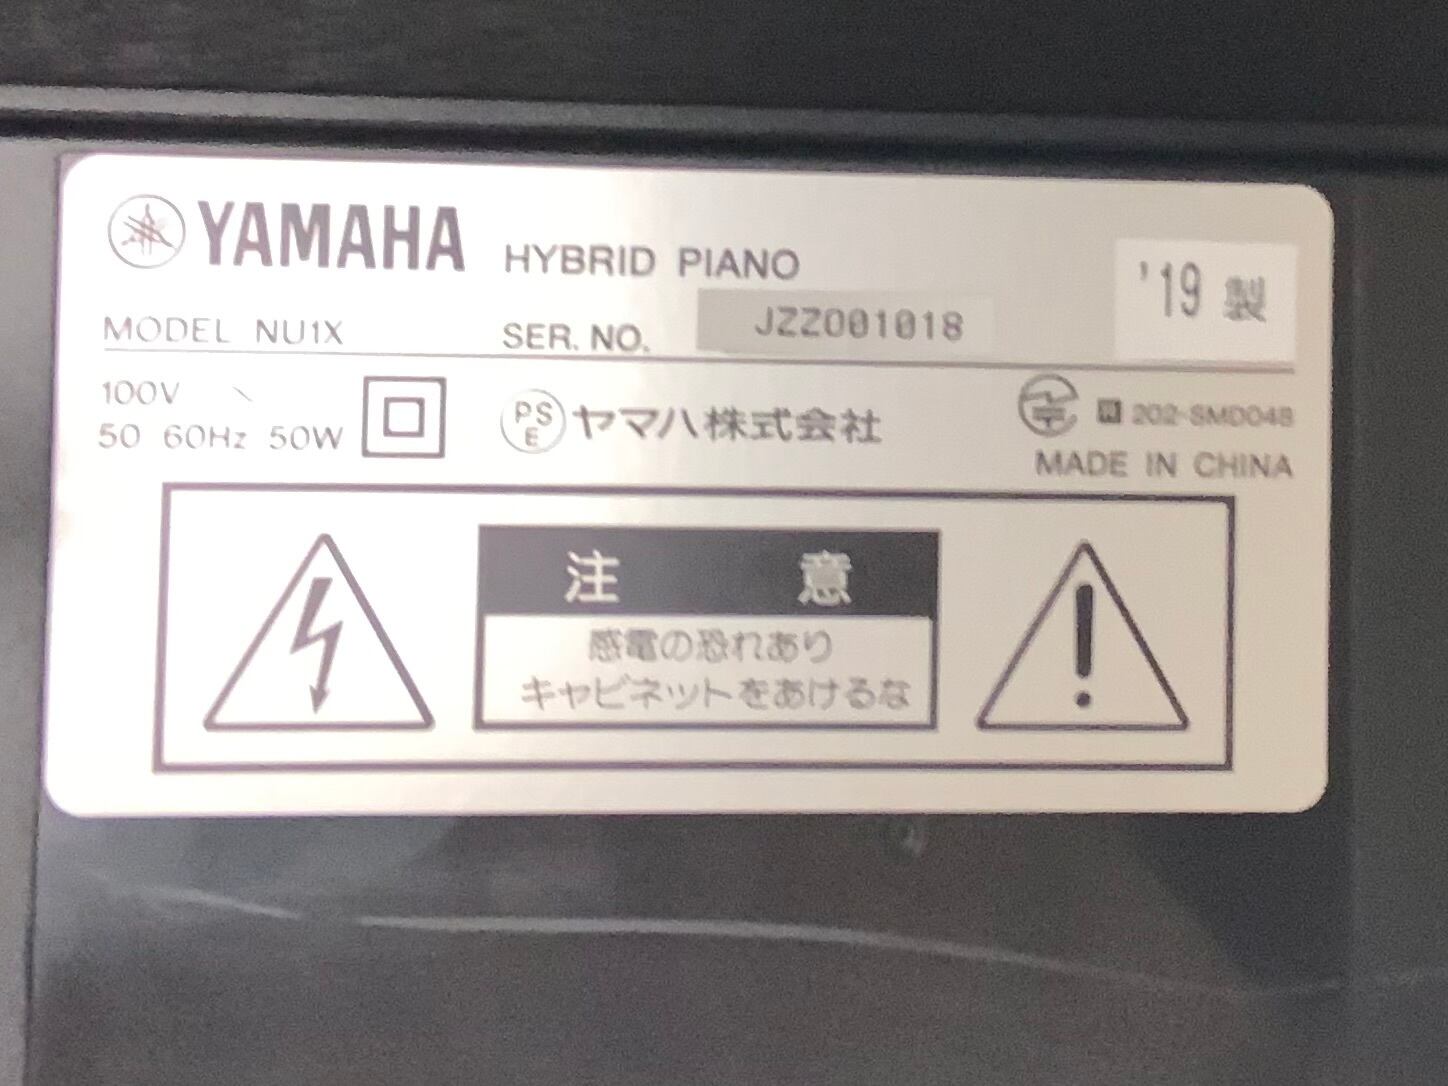 YAMAHA HYBRID PIANO
'19 製
MODEL NU1X SER. NO. JZZ001018
100V
50 60Hz 50W
PSE ヤマハ株式会社
202-SMD048
MADE IN CHINA
注 意
感電の恐れあり
キャビネットをあけるな